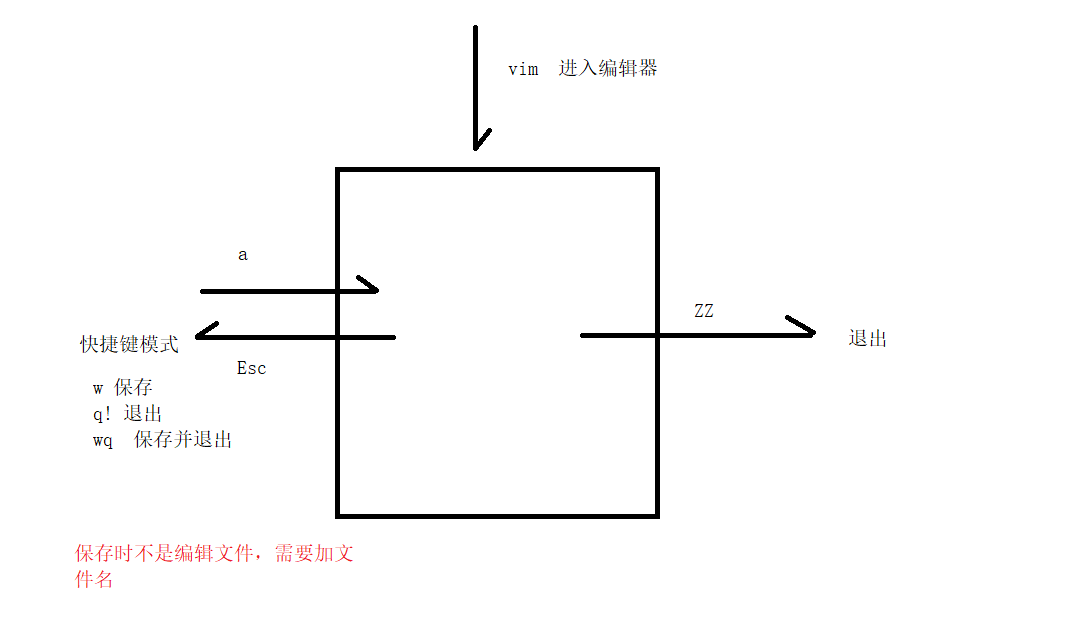 vim 进入编辑器
a
ZZ
退出
快捷键模式
Esc
w 保存
q! 退出
wq 保存并退出
保存时不是编辑文件，需要加文
件名